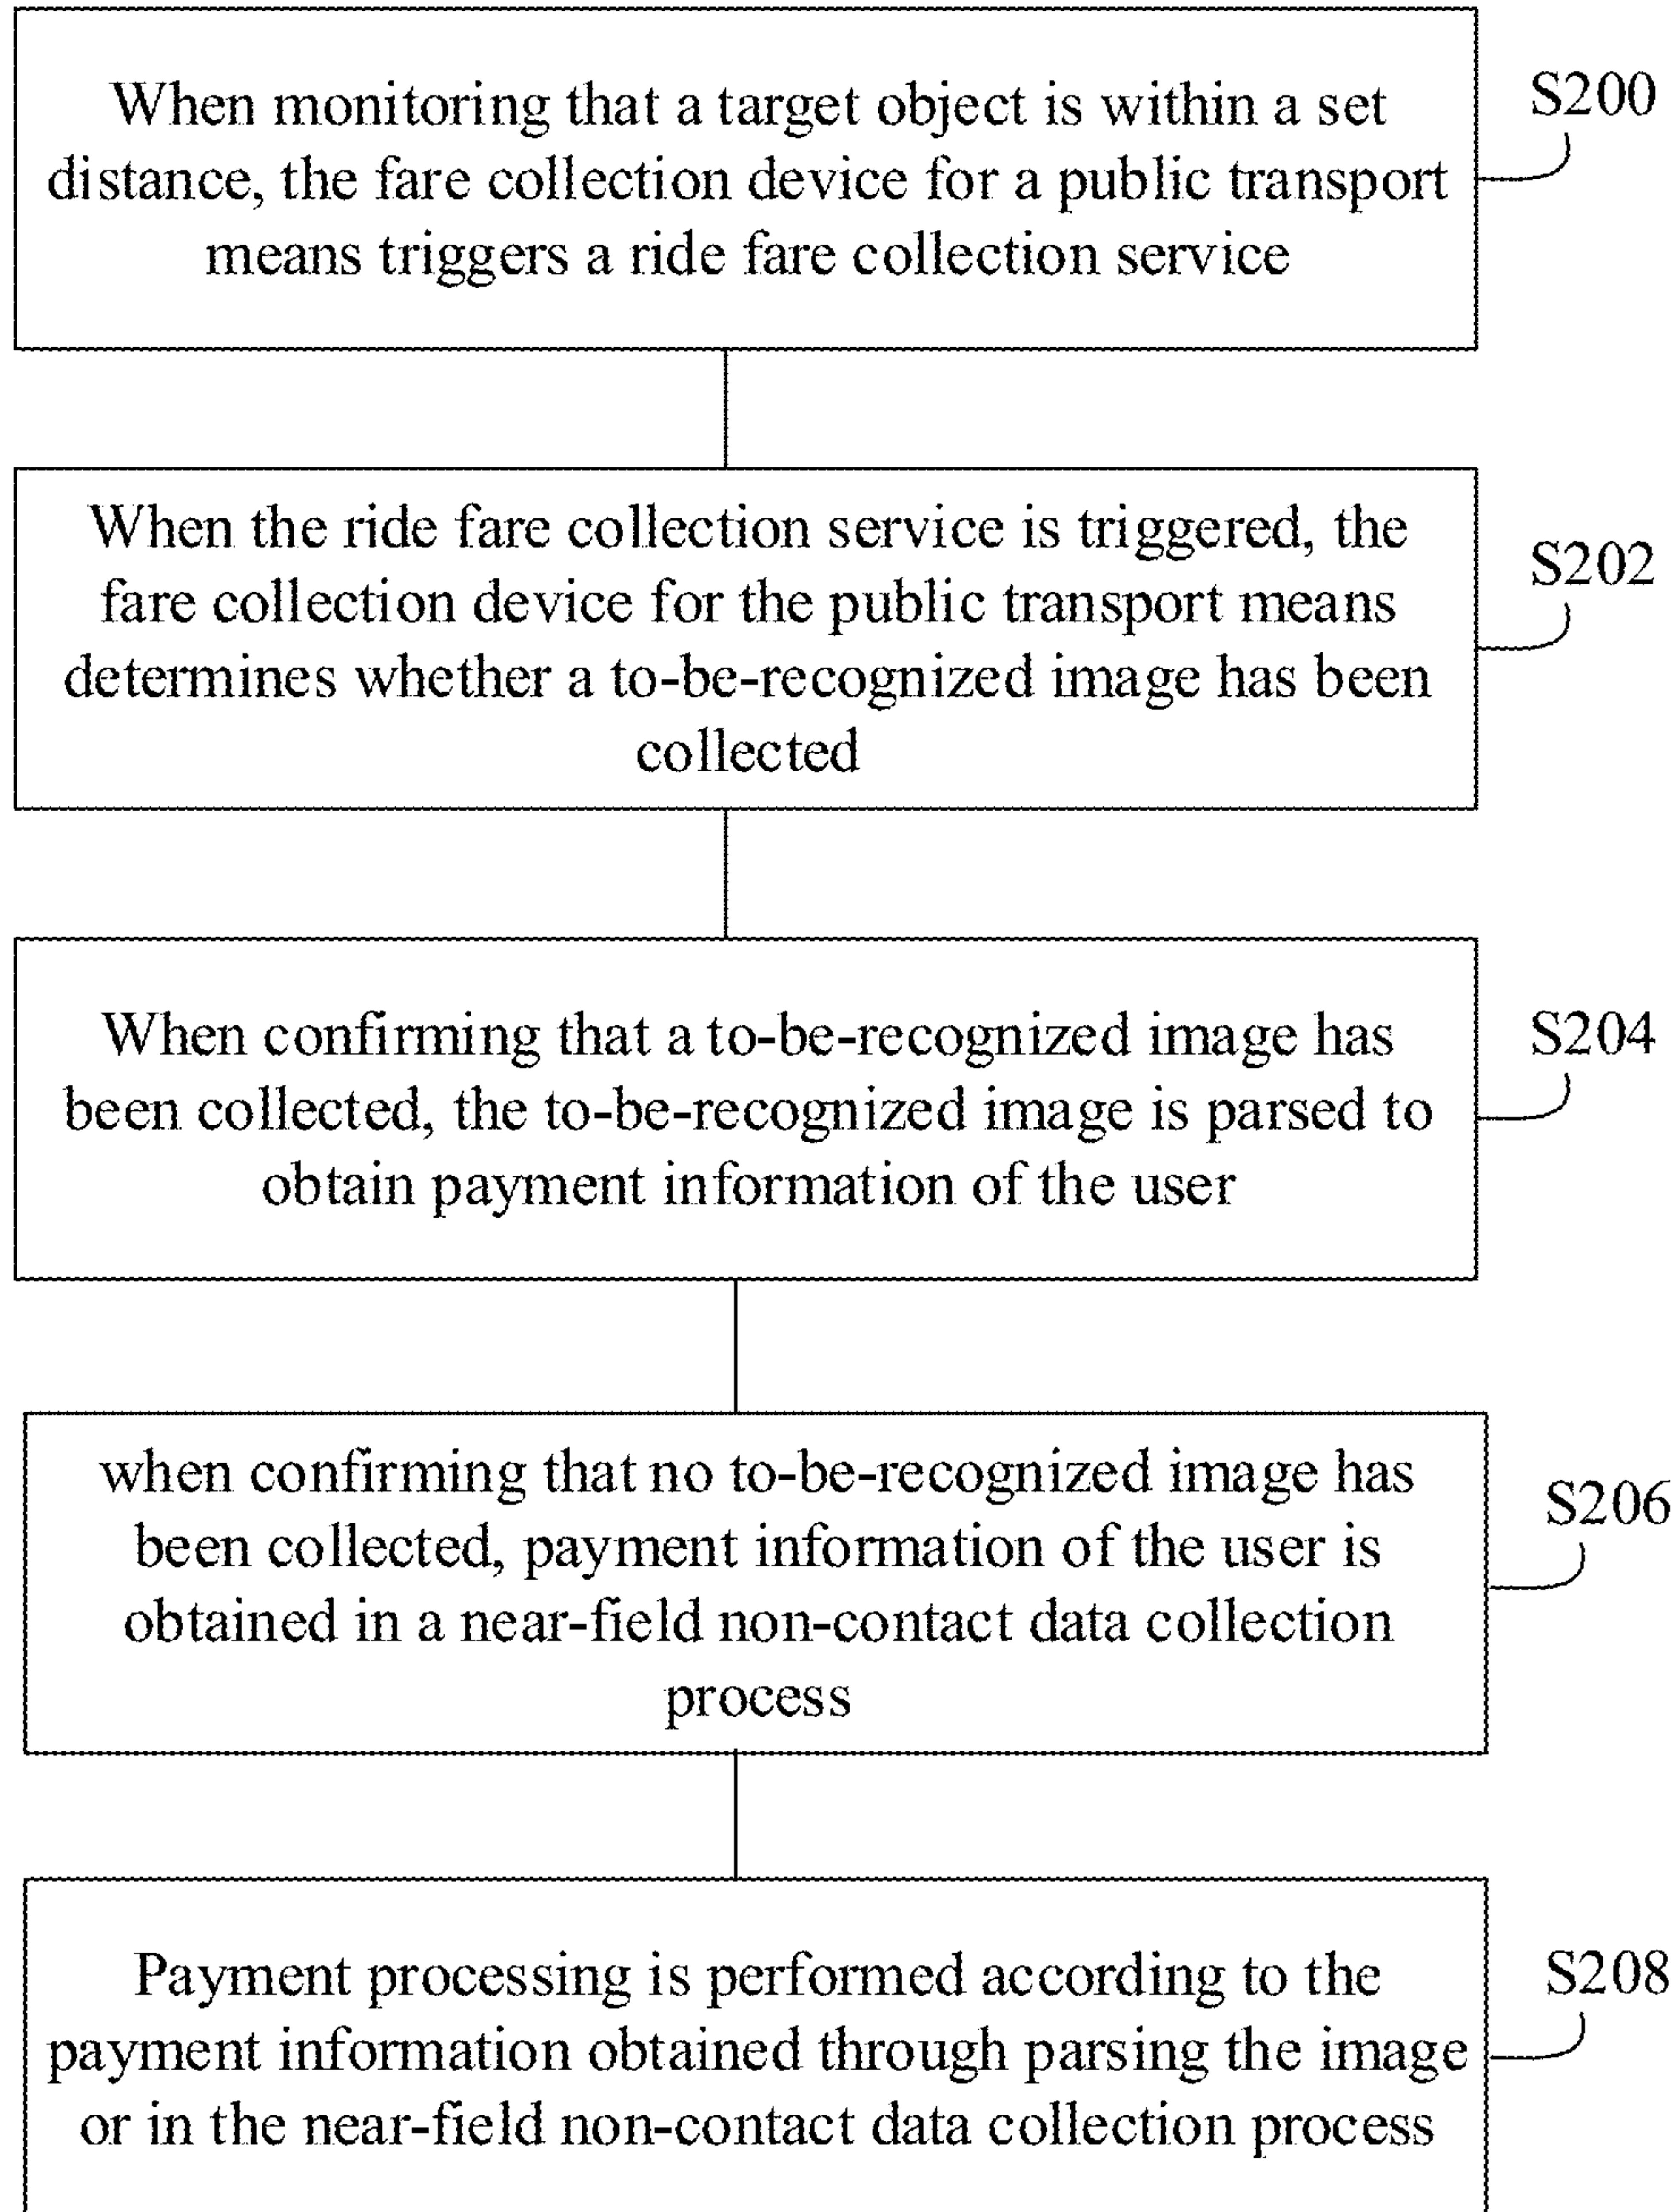 When monitoring that a target object is within a set
distance, the fare collection device for a public transport
means triggers a ride fare collection service
S200
When the ride fare collection service is triggered, the
fare collection device for the public transport means
determines whether a to-be-recognized image has been
collected
S202
When confirming that a to-be-recognized image has
been collected, the to-be-recognized image is parsed to
obtain payment information of the user
S204
when confirming that no to-be-recognized image has
been collected, payment information of the user is
obtained in a near-field non-contact data collection
process
S206
Payment processing is performed according to the
payment information obtained through parsing the image
or in the near-field non-contact data collection process
S208